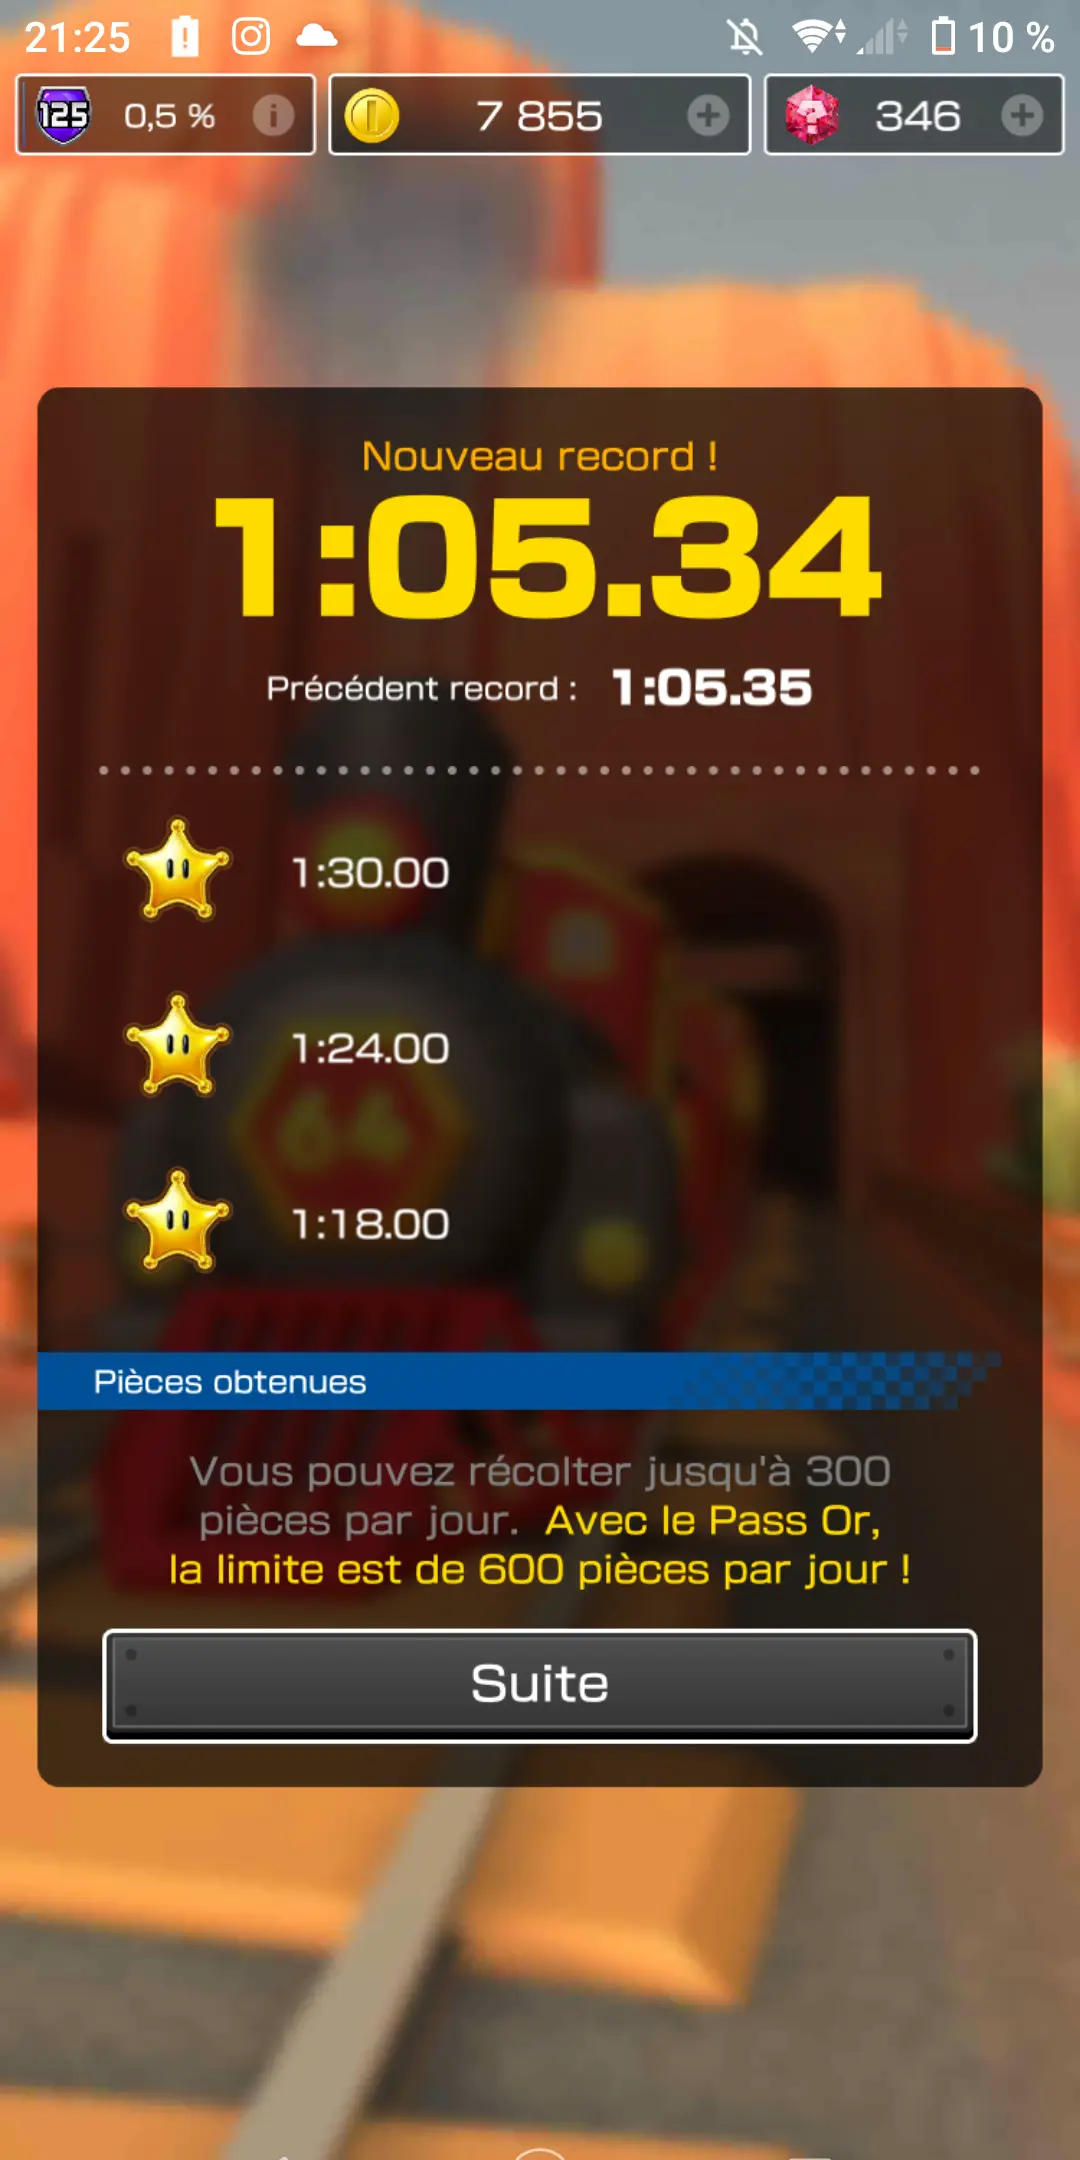 21:25 10 %
125 0,5 % 7 855 346
Nouveau record !
1:05.34
Précédent record : 1:05.35
1:30.00
1:24.00
64
1:18.00
Pièces obtenues
Vous pouvez récolter jusqu'à 300
pièces par jour. Avec le Pass Or,
la limite est de 600 pièces par jour !
Suite